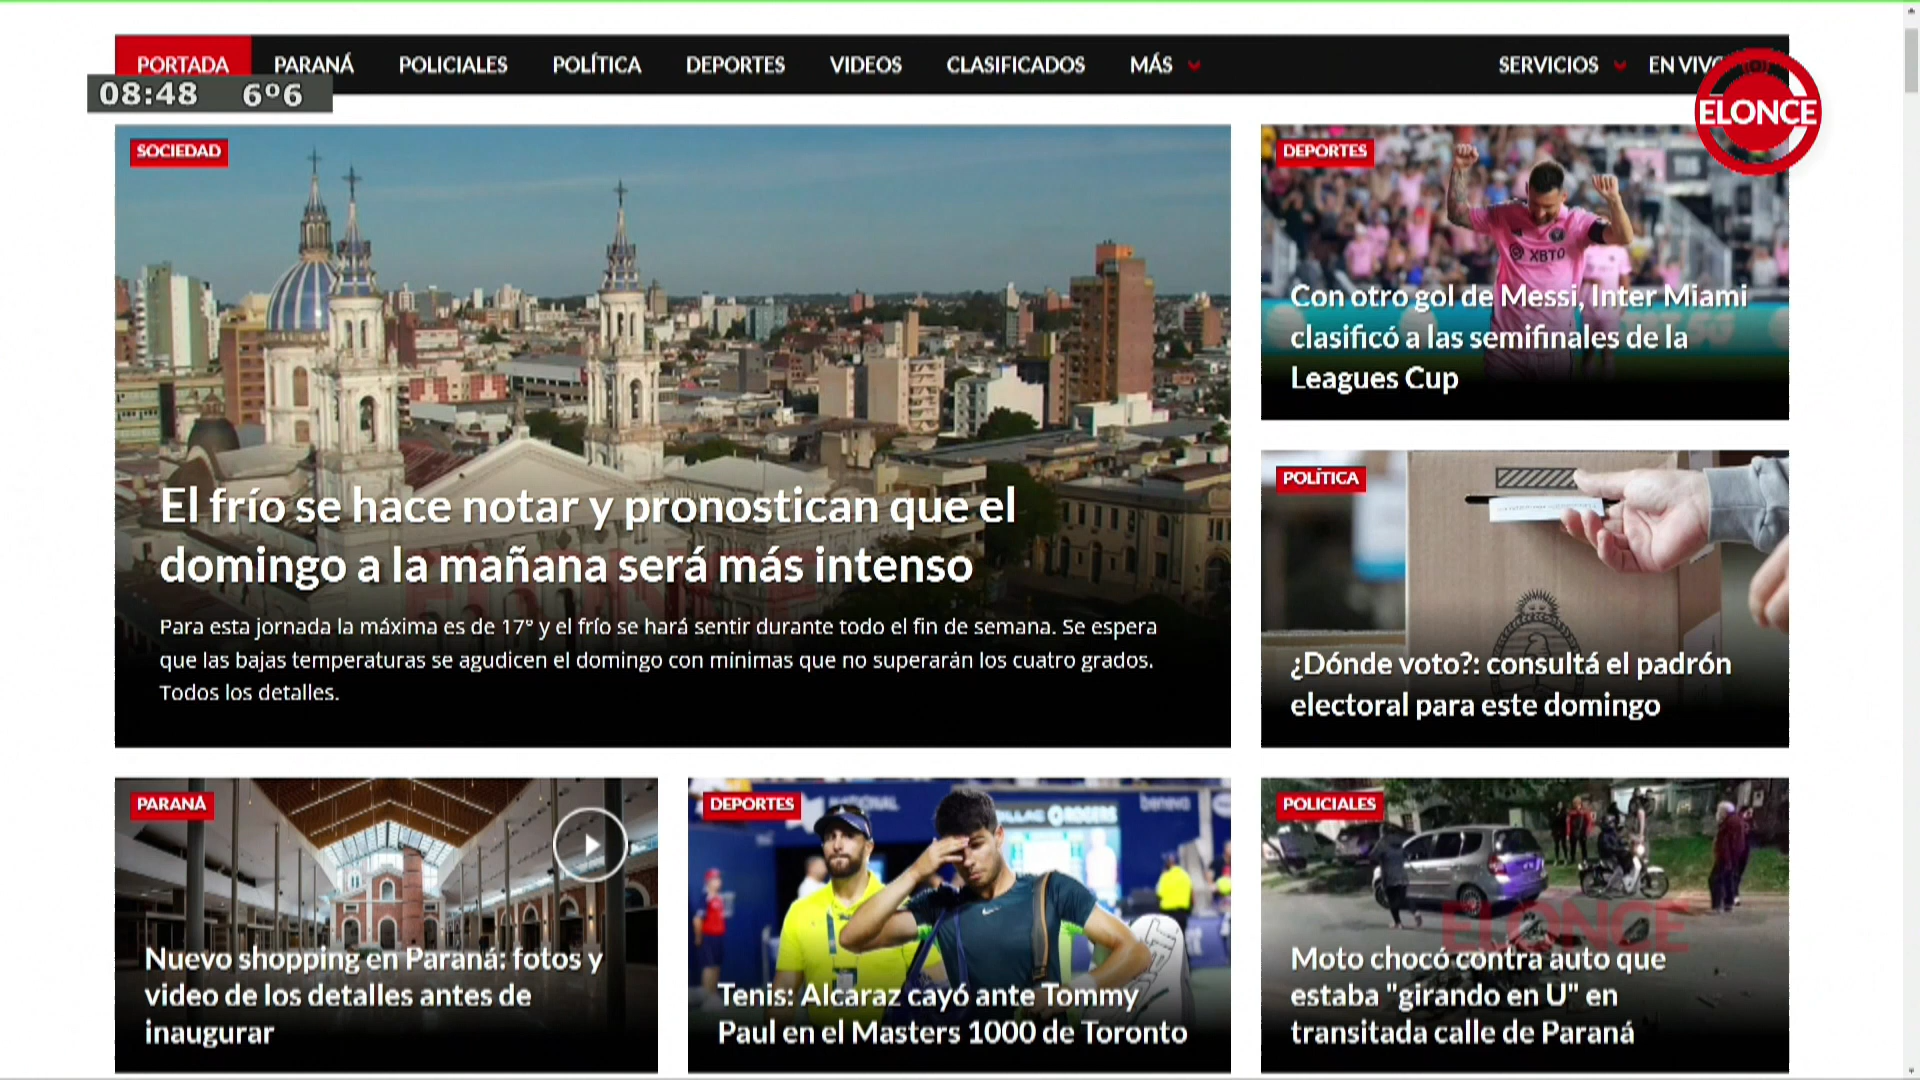 PORTADA PARANÁ POLICIALES POLÍTICA DEPORTES VIDEOS CLASIFICADOS MÁS SERVICIOS EN VIVO
08:48 6º6
ELONCE
SOCIEDAD
El frío se hace notar y pronostican que el
domingo a la mañana será más intenso
Para esta jornada la máxima es de 17° y el frío se hará sentir durante todo el fin de semana. Se espera
que las bajas temperaturas se agudicen el domingo con mínimas que no superarán los cuatro grados.
Todos los detalles.
DEPORTES
XBTO
Con otro gol de Messi, Inter Miami
clasificó a las semifinales de la
Leagues Cup
POLÍTICA
¿Dónde voto?: consultá el padrón
electoral para este domingo
PARANÁ
Nuevo shopping en Paraná: fotos y
video de los detalles antes de
inaugurar
DEPORTES
NATIONAL
ROGERS
beneva
Tenis: Alcaraz cayó ante Tommy
Paul en el Masters 1000 de Toronto
POLICIALES
ELONCE
Moto chocó contra auto que
estaba "girando en U" en
transitada calle de Paraná